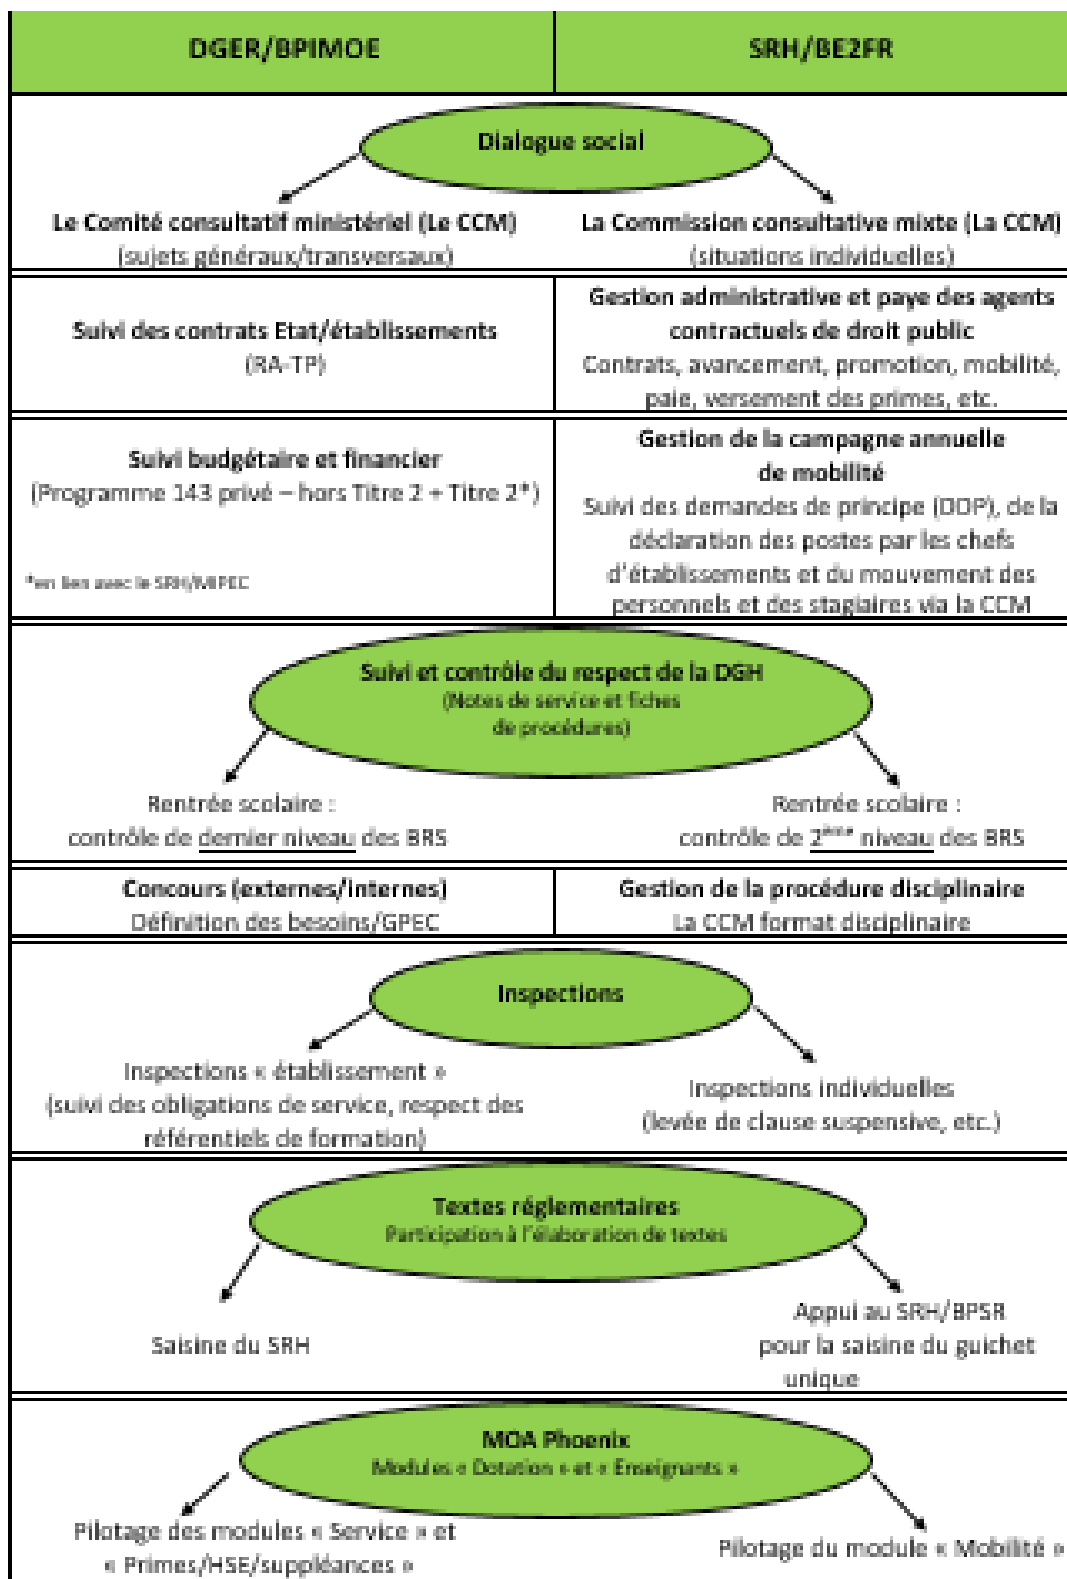 DGER/BPIMOE
SRH/BE2FR
Dialogue social
Le Comité consultatif ministériel (Le CCM)
(sujets généraux/transversaux)
La Commission consultative mixte (La CCM)
(situations individuelles)
Suivi des contrats Etat/établissements
(RA-TP)
Gestion administrative et paye des agents
contractuels de droit public
Contrats, avancement, promotion, mobilité,
paie, versement des primes, etc.
Suivi budgétaire et financier
(Programme 143 privé – hors Titre 2 + Titre 2*)
*en lien avec le SRH/MIPEC
Gestion de la campagne annuelle
de mobilité
Suivi des demandes de principe (DDP), de la
déclaration des postes par les chefs
d'établissements et du mouvement des
personnels et des stagiaires via la CCM
Suivi et contrôle du respect de la DGH
(Notes de service et fiches
de procédures)
Rentrée scolaire :
contrôle de dernier niveau des BRS
Rentrée scolaire :
contrôle de 2ème niveau des BRS
Concours (externes/internes)
Définition des besoins/GPEC
Gestion de la procédure disciplinaire
La CCM format disciplinaire
Inspections
Inspections « établissement »
(suivi des obligations de service, respect des
référentiels de formation)
Inspections individuelles
(levée de clause suspensive, etc.)
Textes réglementaires
Participation à l'élaboration de textes
Saisine du SRH
Appui au SRH/BPSR
pour la saisine du guichet
unique
MOA Phoenix
Modules « Dotation » et « Enseignants »
Pilotage des modules « Service » et
« Primes/HSE/suppléances »
Pilotage du module « Mobilité »